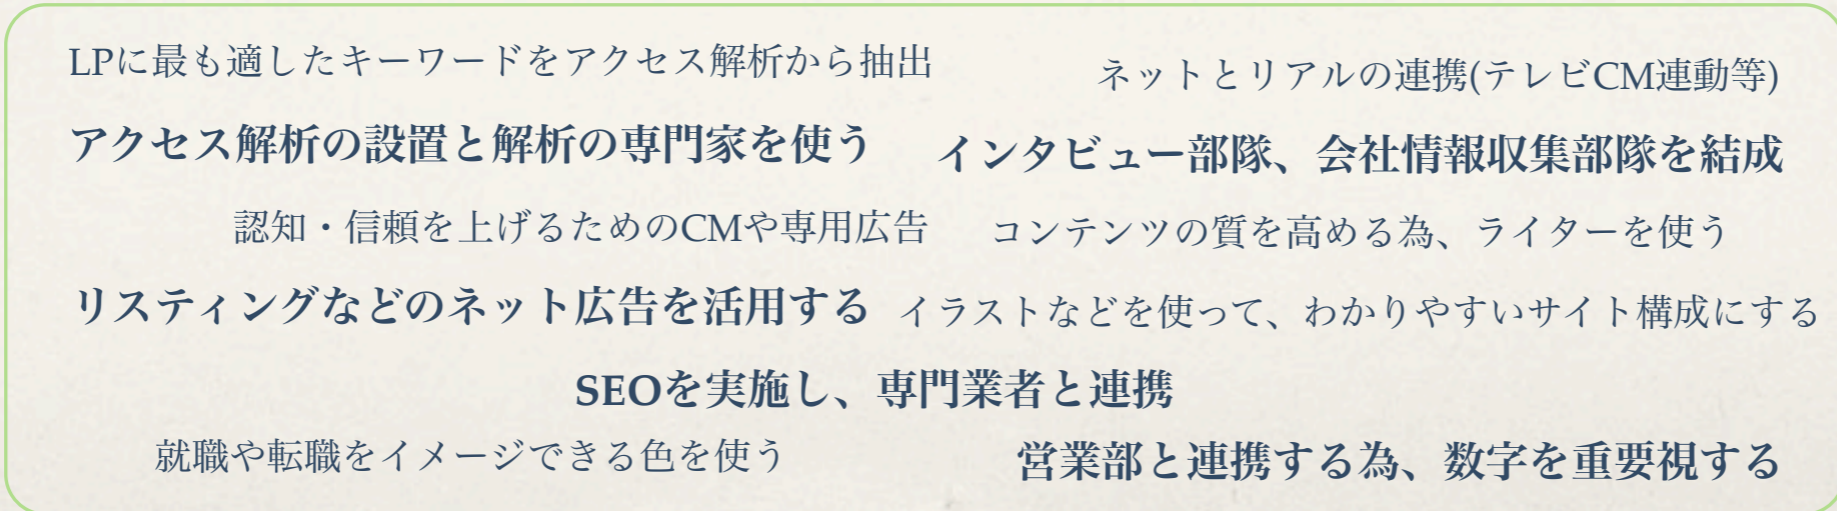 LPに最も適したキーワードをアクセス解析から抽出
ネットとリアルの連携(テレビCM連動等)
アクセス解析の設置と解析の専門家を使う
インタビュー部隊、会社情報収集部隊を結成
認知・信頼を上げるためのCMや専用広告
コンテンツの質を高める為、ライターを使う
リスティングなどのネット広告を活用する
イラストなどを使って、わかりやすいサイト構成にする
SEOを実施し、専門業者と連携
就職や転職をイメージできる色を使う
営業部と連携する為、数字を重要視する